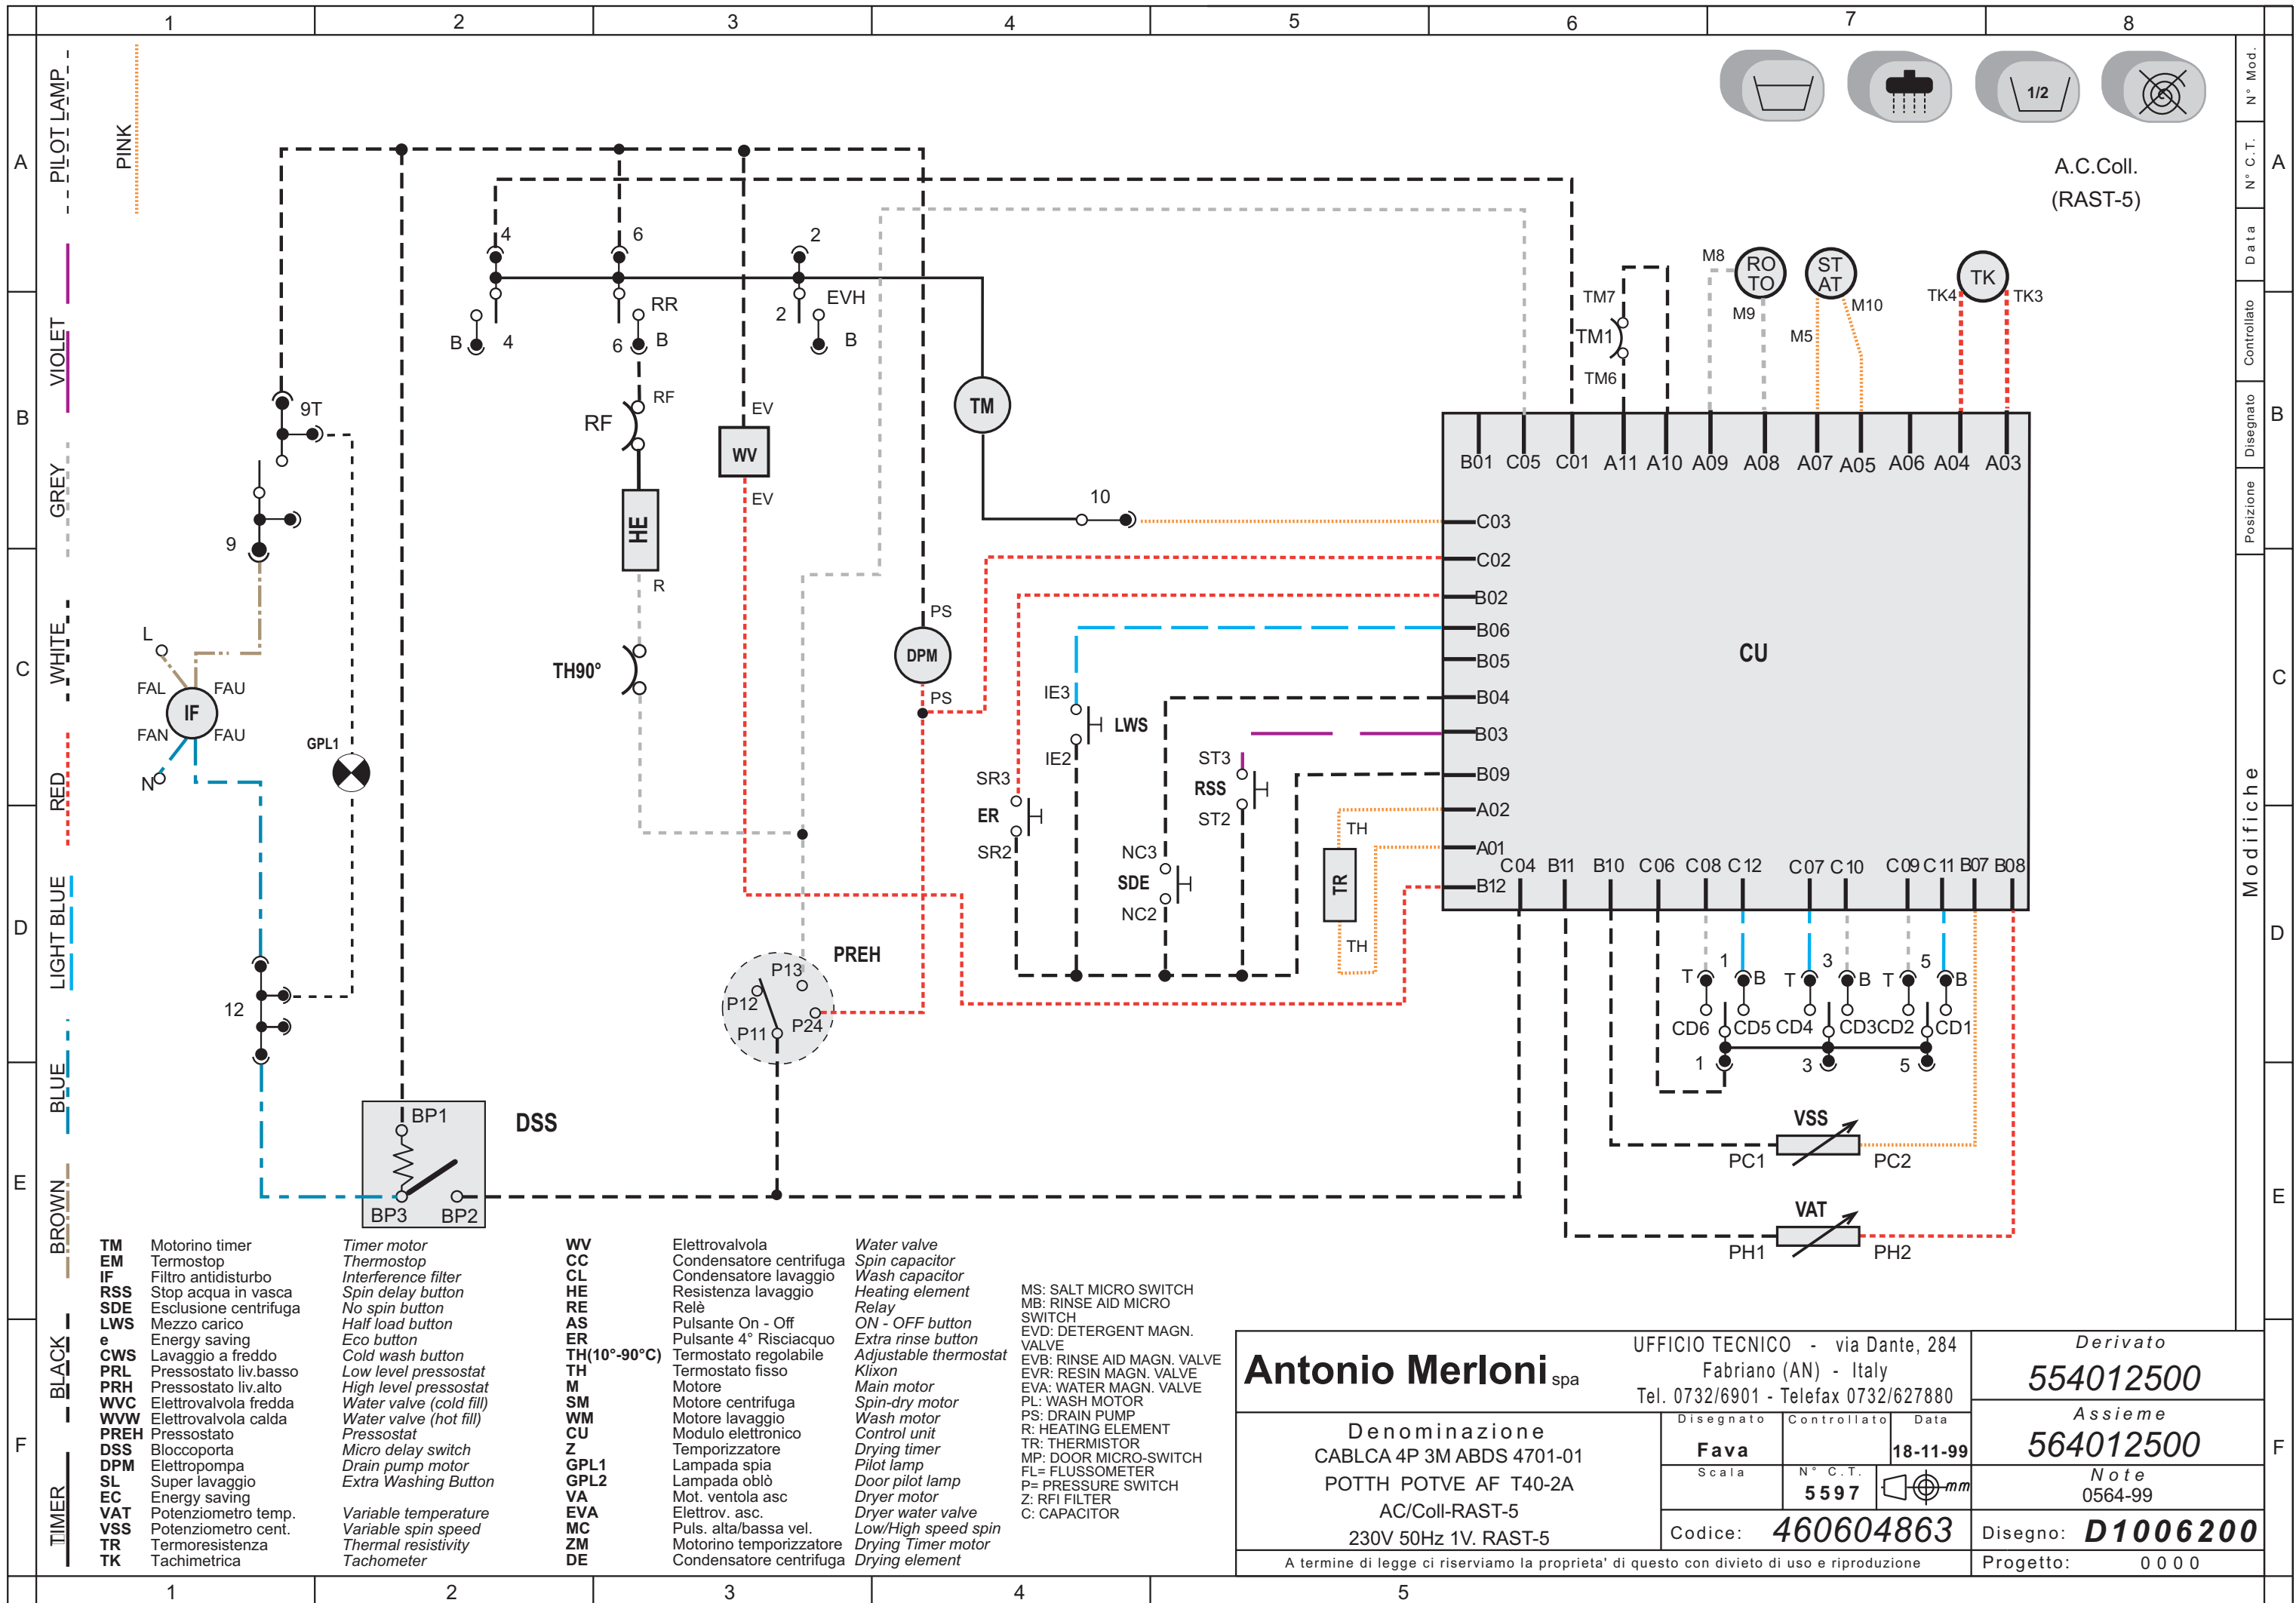 1 2 3 4 5 6 7 8
A
B
C
D
E
F
PILOT LAMP
PINK
VIOLET
GREY
WHITE
RED
LIGHT BLUE
BLUE
BROWN
BLACK
TIMER
1/2
A.C.Coll.
(RAST-5)
N° Mod.
N° C.T.
Data
Controllato
Disegnato
Posizione
Modifiche
A
B
C
D
E
F
4
6
2
B
4
RR
6
B
2
EVH
B
9T
9
RF
RF
EV
WV
EV
HE
R
TH90°
TM
10
PS
DPM
PS
L
FAL
FAU
IF
FAN
FAU
N
GPL1
12
IE3
LWS
IE2
SR3
ER
SR2
NC3
SDE
NC2
ST3
RSS
ST2
TH
TR
TH
PREH
P13
P12
P11
P24
DSS
BP1
BP3
BP2
M8
RO
TO
M9
ST
AT
M5
M10
TK
TK4
TK3
TM7
TM1
TM6
B01 C05 C01 A11 A10 A09 A08 A07 A05 A06 A04 A03
C03
C02
B02
B06
B05
B04
B03
B09
A02
A01
B12
CU
C04 B11 B10 C06 C08 C12 C07 C10 C09 C11 B07 B08
T 1 B T 3 B T 5 B
CD6 CD5 CD4 CD3 CD2 CD1
1 3 5
VSS
PC1 PC2
VAT
PH1 PH2
TM Motorino timer Timer motor
EM Termostop Thermostop
IF Filtro antidisturbo Interference filter
RSS Stop acqua in vasca Spin delay button
SDE Esclusione centrifuga No spin button
LWS Mezzo carico Half load button
e Energy saving Eco button
CWS Lavaggio a freddo Cold wash button
PRL Pressostato liv.basso Low level pressostat
PRH Pressostato liv.alto High level pressostat
WVC Elettrovalvola fredda Water valve (cold fill)
WVW Elettrovalvola calda Water valve (hot fill)
PREH Pressostato Pressostat
DSS Bloccoporta Micro delay switch
DPM Elettropompa Drain pump motor
SL Super lavaggio Extra Washing Button
EC Energy saving
VAT Potenziometro temp. Variable temperature
VSS Potenziometro cent. Variable spin speed
TR Termoresistenza Thermal resistivity
TK Tachimetrica Tachometer
WV Elettrovalvola Water valve
CC Condensatore centrifuga Spin capacitor
CL Condensatore lavaggio Wash capacitor
HE Resistenza lavaggio Heating element
RE Relè Relay
AS Pulsante On - Off ON - OFF button
ER Pulsante 4° Risciacquo Extra rinse button
TH(10°-90°C) Termostato regolabile Adjustable thermostat
TH Termostato fisso Klixon
M Motore Main motor
SM Motore centrifuga Spin-dry motor
WM Motore lavaggio Wash motor
CU Modulo elettronico Control unit
Z Temporizzatore Drying timer
GPL1 Lampada spia Pilot lamp
GPL2 Lampada oblò Door pilot lamp
VA Mot. ventola asc Dryer motor
EVA Elettrov. asc. Dryer water valve
MC Puls. alta/bassa vel. Low/High speed spin
ZM Motorino temporizzatore Drying Timer motor
DE Condensatore centrifuga Drying element
MS: SALT MICRO SWITCH
MB: RINSE AID MICRO
SWITCH
EVD: DETERGENT MAGN.
VALVE
EVB: RINSE AID MAGN. VALVE
EVR: RESIN MAGN. VALVE
EVA: WATER MAGN. VALVE
PL: WASH MOTOR
PS: DRAIN PUMP
R: HEATING ELEMENT
TR: THERMISTOR
MP: DOOR MICRO-SWITCH
FL= FLUSSOMETER
P= PRESSURE SWITCH
Z: RFI FILTER
C: CAPACITOR
Antonio Merloni spa
UFFICIO TECNICO - via Dante, 284
Fabriano (AN) - Italy
Tel. 0732/6901 - Telefax 0732/627880
Derivato
554012500
Denominazione
CABLCA 4P 3M ABDS 4701-01
POTTH POTVE AF T40-2A
AC/Coll-RAST-5
230V 50Hz 1V. RAST-5
Disegnato Controllato Data
Fava 18-11-99
Scala N° C.T.
5597 mm
Assieme
564012500
Note
0564-99
Codice: 460604863
Disegno: D1006200
A termine di legge ci riserviamo la proprieta' di questo con divieto di uso e riproduzione
Progetto: 0000
1 2 3 4 5